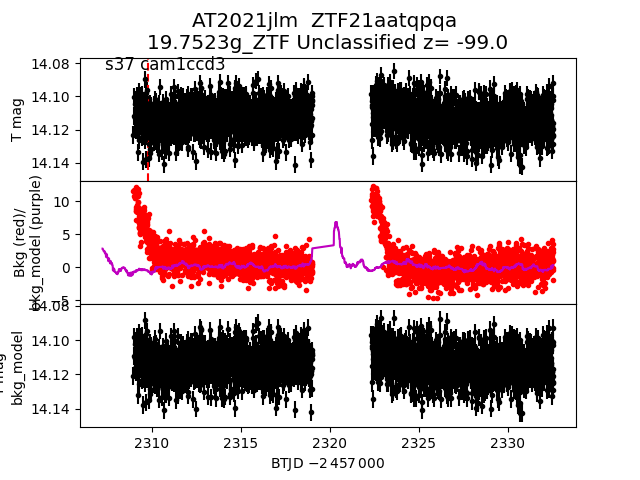 AT2021jlm  ZTF21aatqpqa
19.7523g_ZTF Unclassified z= -99.0
s37 cam1ccd3
14.08
14.10
14.12
14.14
T mag
10
5
0
−5
Bkg (red)/
bkg_model (purple)
14.08
14.10
14.12
14.14
T mag
bkg_model
2310
2315
2320
2325
2330
BTJD −2 457 000